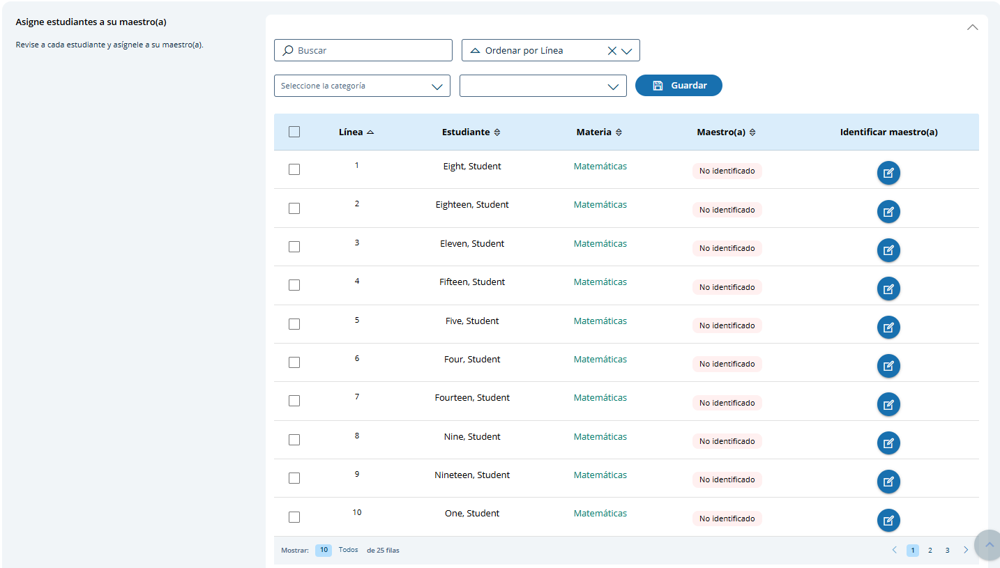 Asigne estudiantes a su maestro(a)
Revise a cada estudiante y asígnele a su maestro(a).
Buscar
Ordenar por Línea
Seleccione la categoría
Guardar
Línea Estudiante Materia Maestro(a) Identificar maestro(a)
1 Eight, Student Matemáticas No identificado
2 Eighteen, Student Matemáticas No identificado
3 Eleven, Student Matemáticas No identificado
4 Fifteen, Student Matemáticas No identificado
5 Five, Student Matemáticas No identificado
6 Four, Student Matemáticas No identificado
7 Fourteen, Student Matemáticas No identificado
8 Nine, Student Matemáticas No identificado
9 Nineteen, Student Matemáticas No identificado
10 One, Student Matemáticas No identificado
Mostrar: 10 Todos de 25 filas 1 2 3